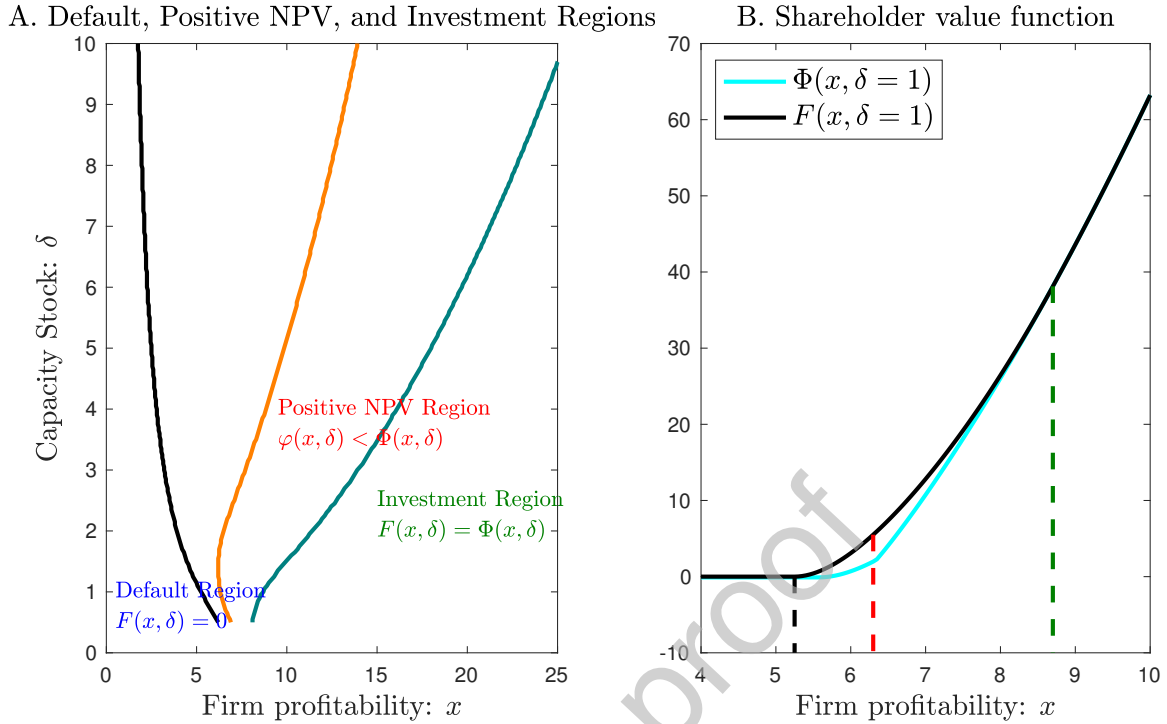 A. Default, Positive NPV, and Investment Regions
10
9
8
7
6
5
4
3
2
1
0
Capacity Stock: δ
Positive NPV Region
φ(x, δ) < Φ(x, δ)
Investment Region
F(x, δ) = Φ(x, δ)
Default Region
F(x, δ) = 0
0 5 10 15 20 25
Firm profitability: x
B. Shareholder value function
70
60
50
40
30
20
10
0
-10
Φ(x, δ = 1)
F(x, δ = 1)
4 5 6 7 8 9 10
Firm profitability: x
proof